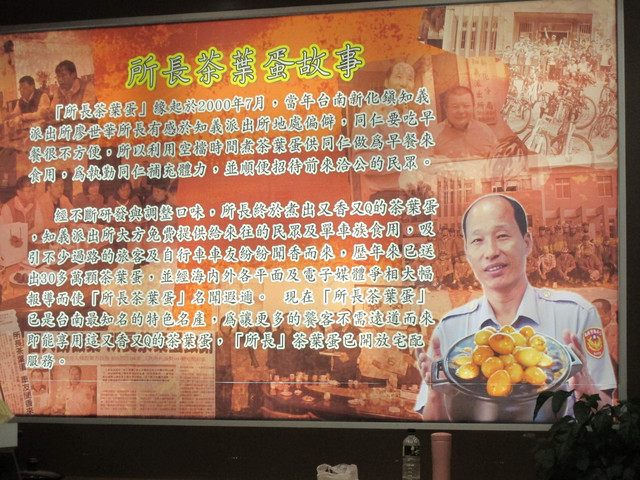 所長茶葉蛋故事
「所長茶葉蛋」緣起於2000年7月，當年台南新化鎮知義
派出所廖世華所長有感於知義派出所地處偏僻，同仁要吃早
餐很不方便，所以利用空檔時間煮茶葉蛋供同仁做為早餐來
食用，為執勤同仁補充體力，並順便招待前來洽公的民眾。
經不斷研發與調整口味，所長終於煮出又香又Q的茶葉蛋
，知義派出所大方免費提供給來往的民眾及單車族食用，吸
引不少過路的旅客及自行車車友紛紛聞香而來，歷年來已送
出30多萬顆茶葉蛋，並經海內外各平面及電子媒體爭相大幅
報導而使「所長茶葉蛋」名聞遐邇。 現在「所長茶葉蛋」
已是台南最知名的特色名產，為讓更多的饕客不需遠道而來
即能享用這又香又Q的茶葉蛋，「所長」茶葉蛋已開放宅配
服務。